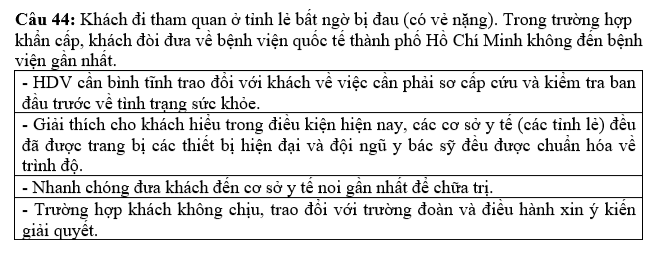 Câu 44: Khách đi tham quan ở tỉnh lẻ bất ngờ bị đau (có vẻ nặng). Trong trường hợp
khẩn cấp, khách đòi đưa về bệnh viện quốc tế thành phố Hồ Chí Minh không đến bệnh
viện gần nhất.
- HDV cần bình tĩnh trao đổi với khách về việc cần phải sơ cấp cứu và kiểm tra ban
đầu trước về tình trạng sức khỏe.
- Giải thích cho khách hiểu trong điều kiện hiện nay, các cơ sở y tế (các tỉnh lẻ) đều
đã được trang bị các thiết bị hiện đại và đội ngũ y bác sỹ đều được chuẩn hóa về
trình độ.
- Nhanh chóng đưa khách đến cơ sở y tế noi gần nhất để chữa trị.
- Trường hợp khách không chịu, trao đổi với trưởng đoàn và điều hành xin ý kiến
giải quyết.